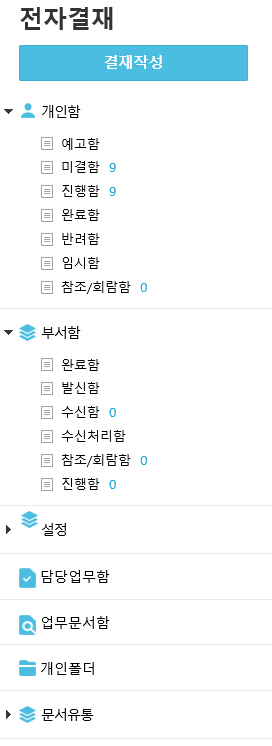 전자결재
결재작성
개인함
예고함
미결함 9
진행함 9
완료함
반려함
임시함
참조/회람함 0
부서함
완료함
발신함
수신함 0
수신처리함
참조/회람함 0
진행함 0
설정
담당업무함
업무문서함
개인폴더
문서유통